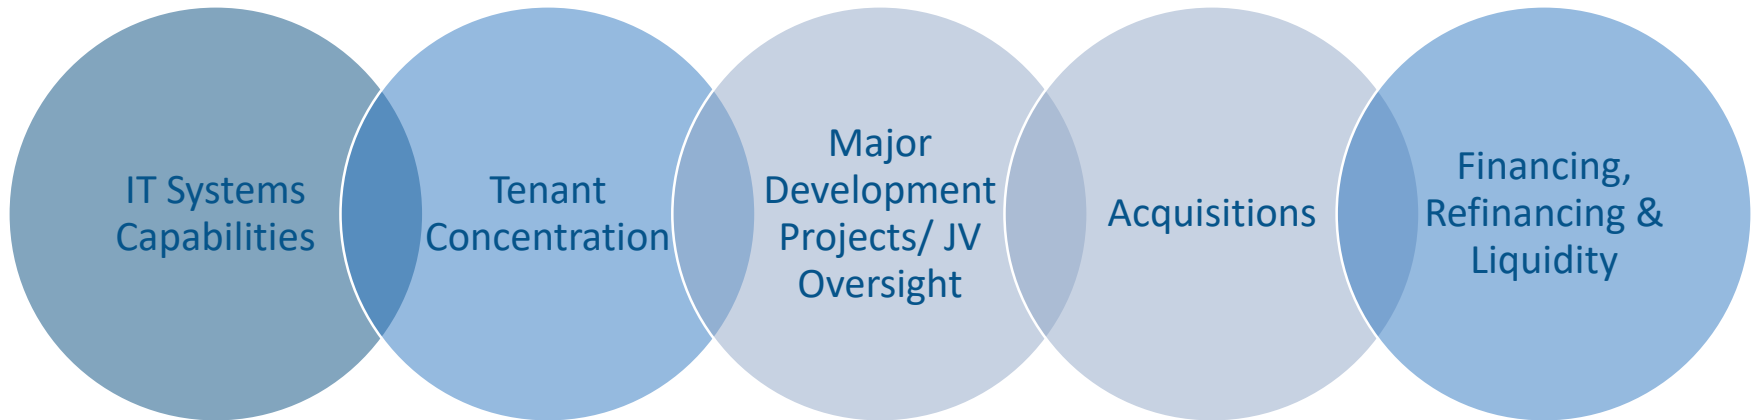 IT Systems
Capabilities
Tenant
Concentration
Major
Development
Projects/ JV
Oversight
Acquisitions
Financing,
Refinancing &
Liquidity